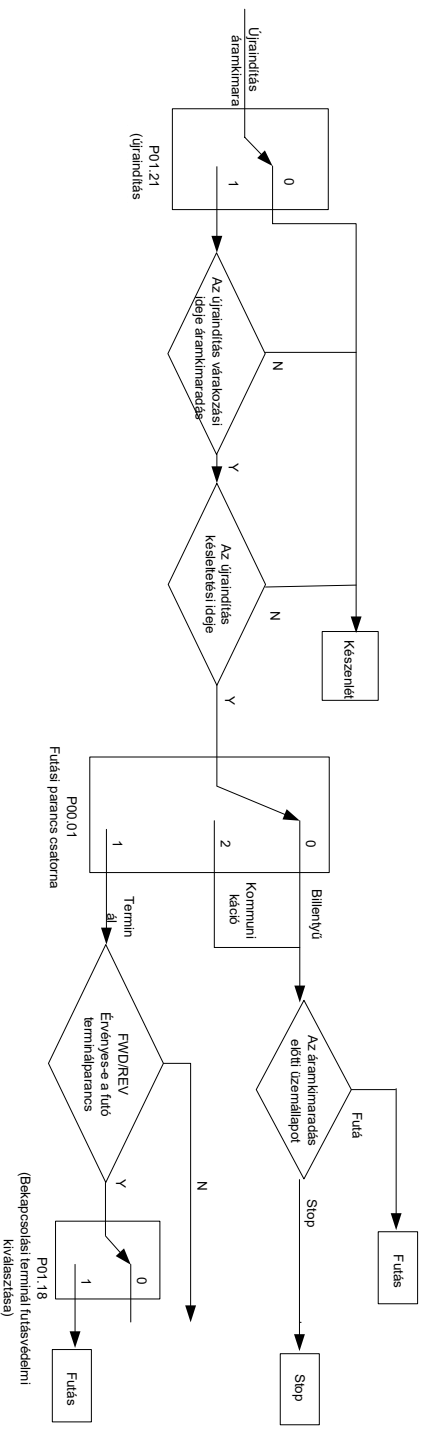 Újraindítás
áramkimara
0
1
P01.21
(újraindítás
Az újraindítás várakozási
ideje áramkimaradás
N
Y
Az újraindítás
késleltetési ideje
N
Y
Készenlét
0
2
1
P00.01
Futási parancs csatorna
Billentyű
Kommuni
káció
Termin
ál
Az áramkimaradás
előtti üzemállapot
Futá
Stop
Futás
Stop
FWD/REV
Érvényes-e a futó
terminálparancs
N
Y
0
1
P01.18
(Bekapcsolási terminál futásvédelmi
kiválasztása)
Futás